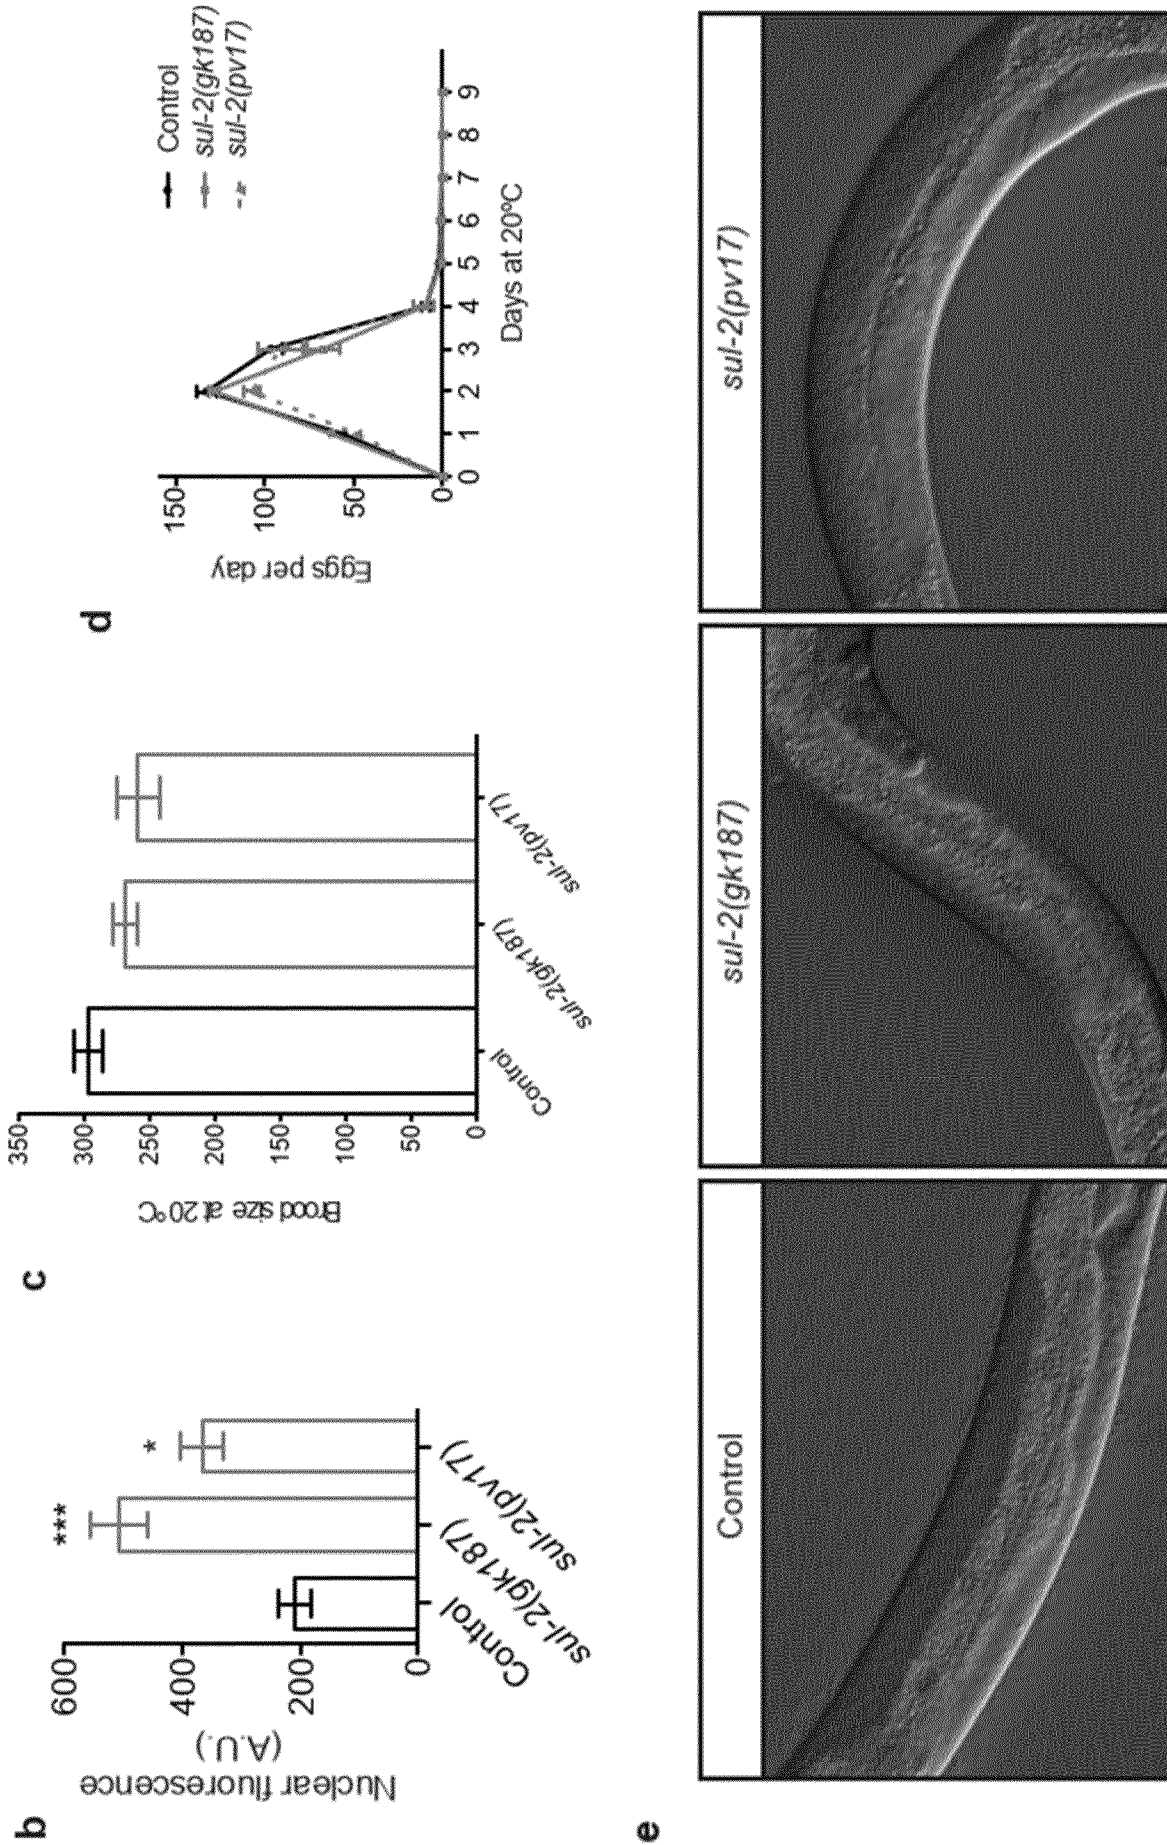 b
Nuclear fluorescence
(A.U.)
600
400
200
0
Control
sul-2(gk187)
sul-2(pv17)
***
*
c
Brood size at 20°C
350
300
250
200
150
100
50
0
Control
sul-2(gk187)
sul-2(pv17)
d
Eggs per day
150
100
50
0
0 1 2 3 4 5 6 7 8 9
Days at 20ºC
Control
sul-2(gk187)
sul-2(pv17)
e
Control
sul-2(gk187)
sul-2(pv17)